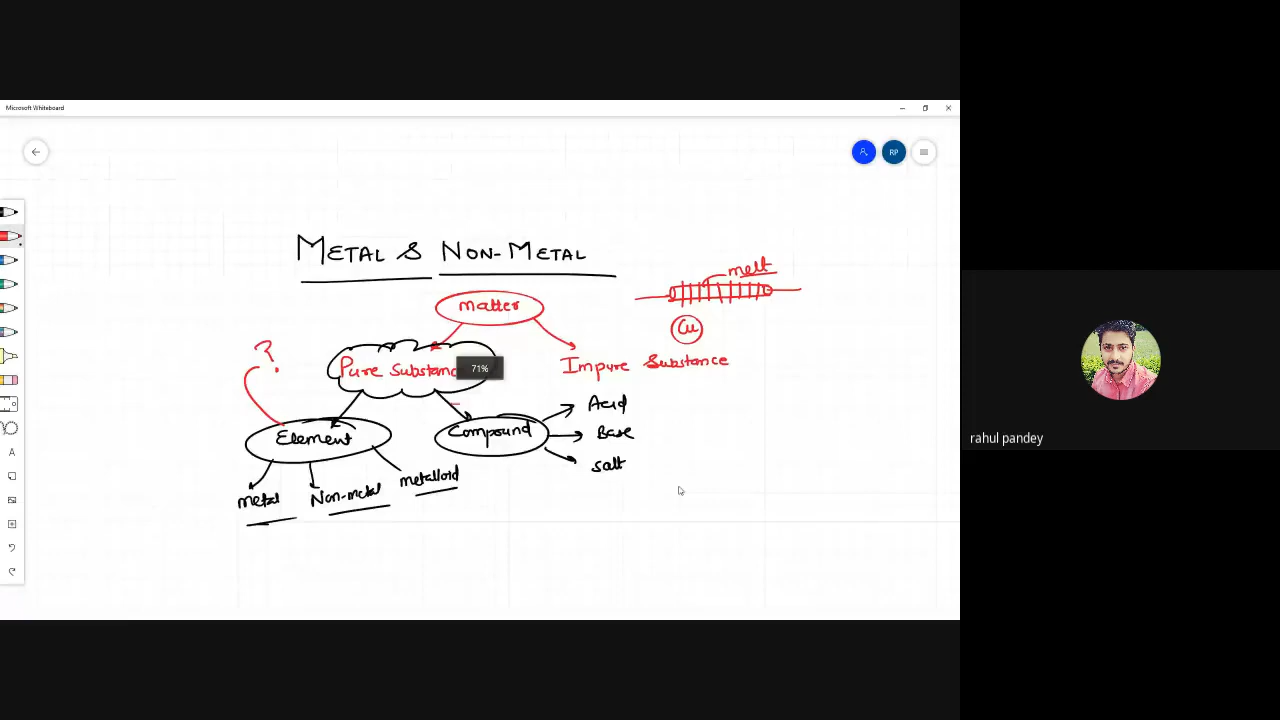 Microsoft Whiteboard
RP
METAL & NON-METAL
melt
Matter
Cu
?
Pure Substanc
71%
Impure Substance
Acid
Element
Compound
Base
Salt
metal
Non-metal
metalloid
A
rahul pandey